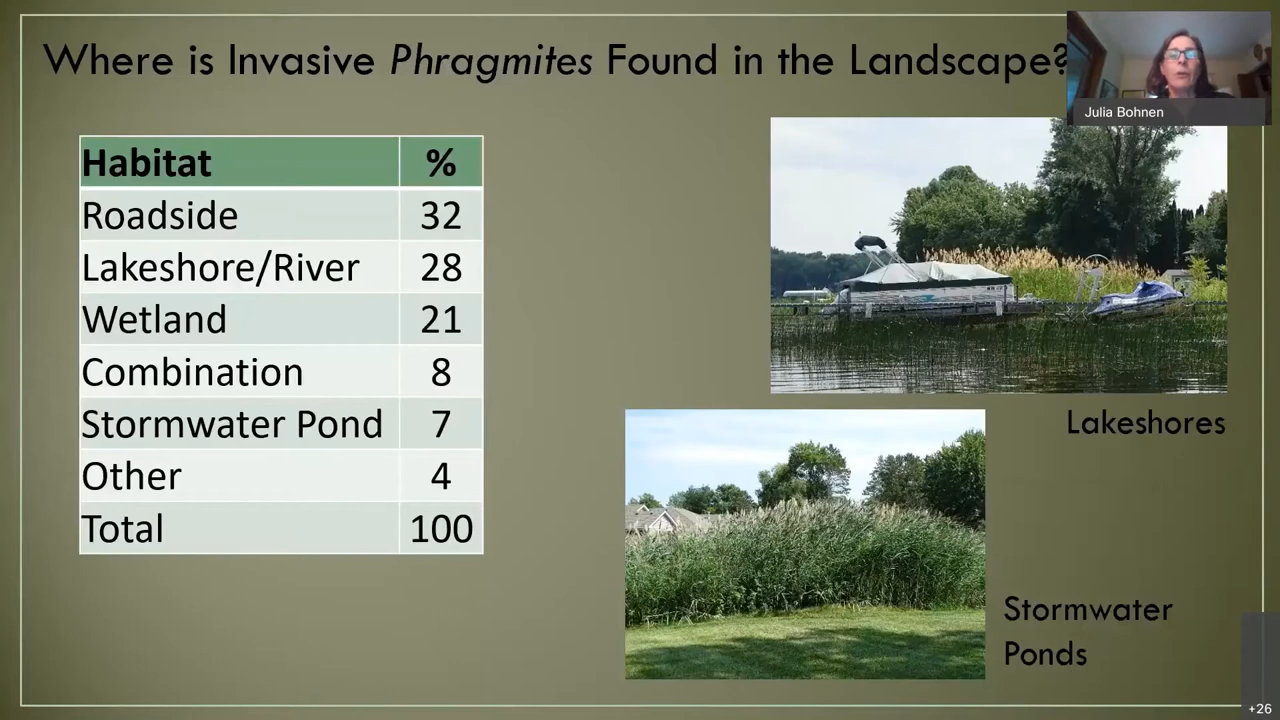 Where is Invasive Phragmites Found in the Landscape?
Julia Bohnen
Habitat %
Roadside 32
Lakeshore/River 28
Wetland 21
Combination 8
Stormwater Pond 7
Other 4
Total 100
Lakeshores
Stormwater
Ponds
+26